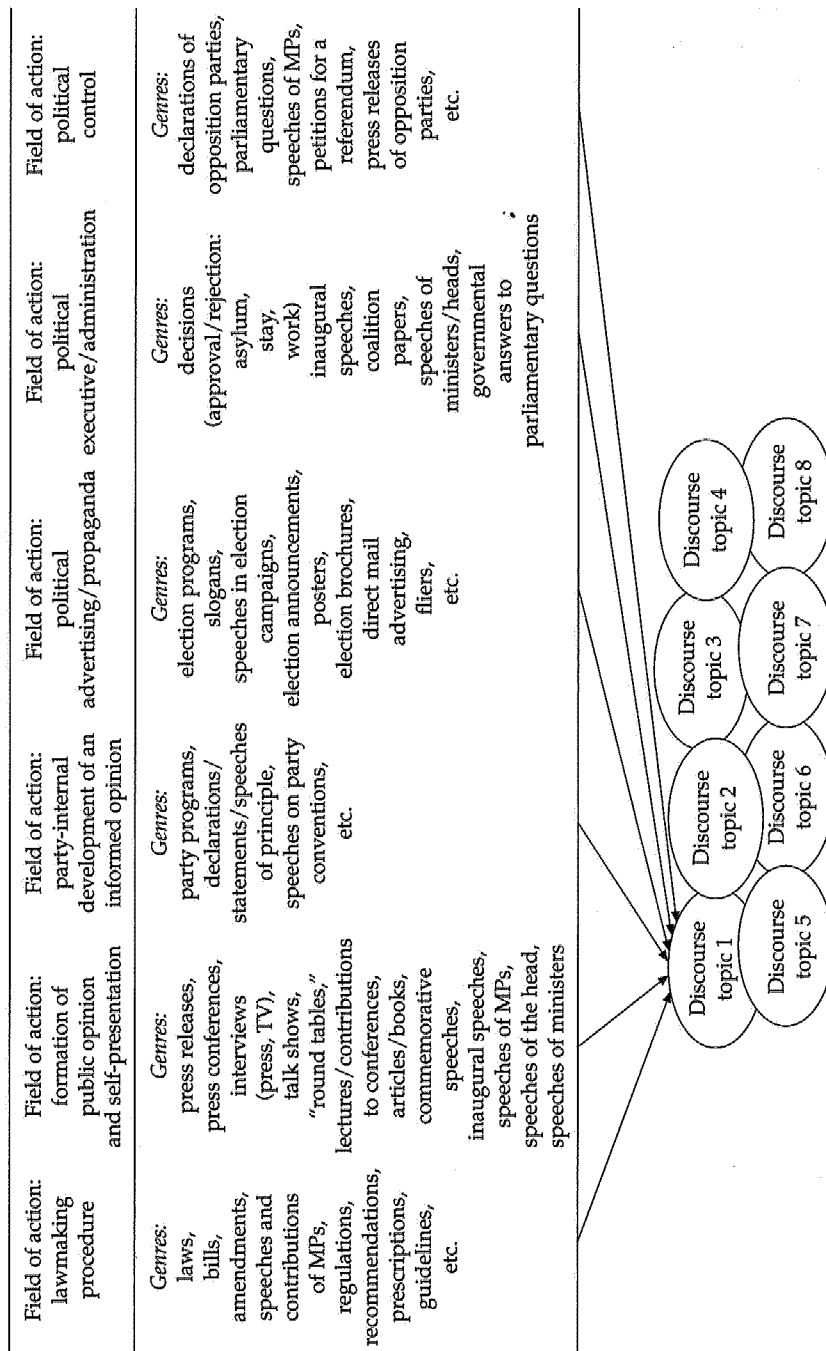 Field of action:
lawmaking
procedure
Field of action:
formation of
public opinion
and self-presentation
Field of action:
party-internal
development of an
informed opinion
Field of action:
political
advertising/propaganda
Field of action:
political
executive/administration
Field of action:
political
control
Genres:
laws,
bills,
amendments,
speeches and
contributions
of MPs,
regulations,
recommendations,
prescriptions,
guidelines,
etc.
Genres:
press releases,
press conferences,
interviews
(press, TV),
talk shows,
“round tables,”
lectures/contributions
to conferences,
articles/books,
commemorative
speeches,
inaugural speeches,
speeches of MPs,
speeches of the head,
speeches of ministers
Genres:
party programs,
declarations/
statements/speeches
of principle,
speeches on party
conventions,
etc.
Genres:
election programs,
slogans,
speeches in election
campaigns,
election announcements,
posters,
election brochures,
direct mail
advertising,
fliers,
etc.
Genres:
decisions
(approval/rejection:
asylum,
stay,
work)
inaugural
speeches,
coalition
papers,
speeches of
ministers/heads,
governmental
answers to
parliamentary questions
Genres:
declarations of
opposition parties,
parliamentary
questions,
speeches of MPs,
petitions for a
referendum,
press releases
of opposition
parties,
etc.
Discourse
topic 1
Discourse
topic 2
Discourse
topic 3
Discourse
topic 4
Discourse
topic 5
Discourse
topic 6
Discourse
topic 7
Discourse
topic 8